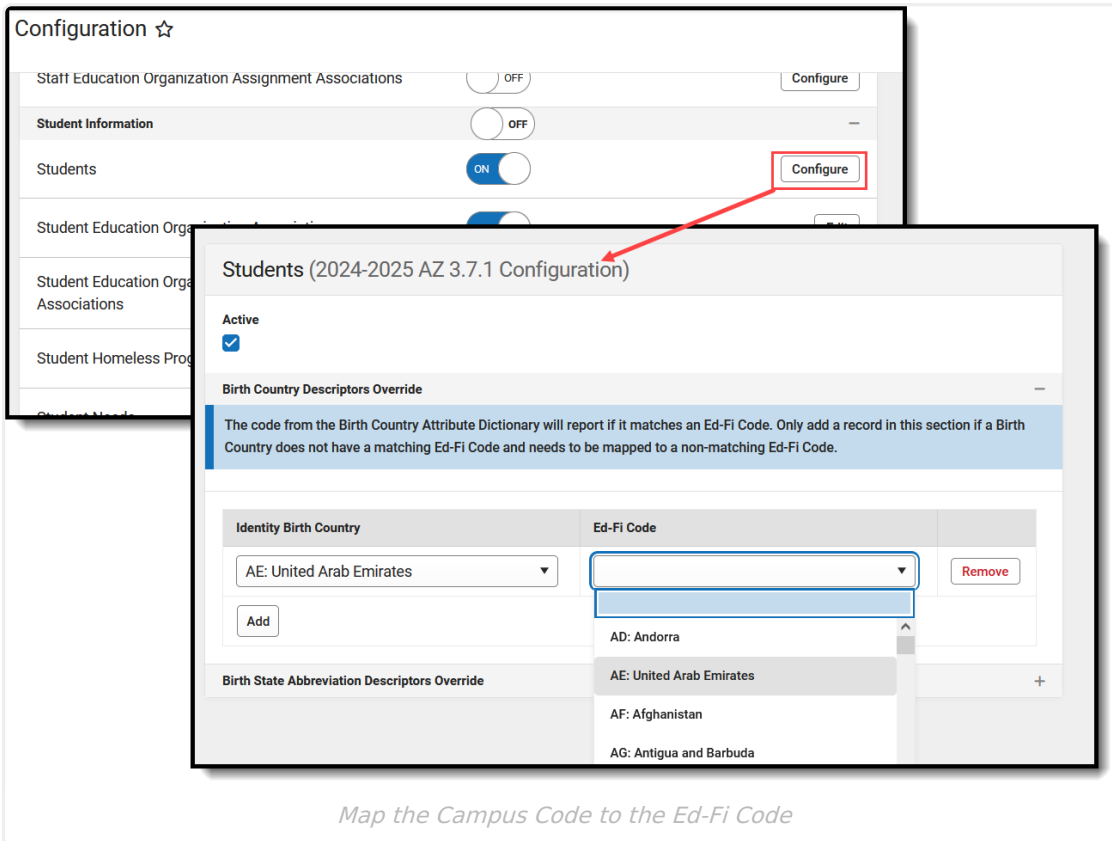 Configuration
Staff Education Organization Assignment Associations OFF Configure
Student Information OFF
Students ON Configure
Student Education
Student Education Orga
Associations
Student Homeless Prog
Students (2024-2025 AZ 3.7.1 Configuration)
Active
Birth Country Descriptors Override
The code from the Birth Country Attribute Dictionary will report if it matches an Ed-Fi Code. Only add a record in this section if a Birth
Country does not have a matching Ed-Fi Code and needs to be mapped to a non-matching Ed-Fi Code.
Identity Birth Country Ed-Fi Code
AE: United Arab Emirates Remove
Add
AD: Andorra
AE: United Arab Emirates
Birth State Abbreviation Descriptors Override
AF: Afghanistan
AG: Antigua and Barbuda
Map the Campus Code to the Ed-Fi Code